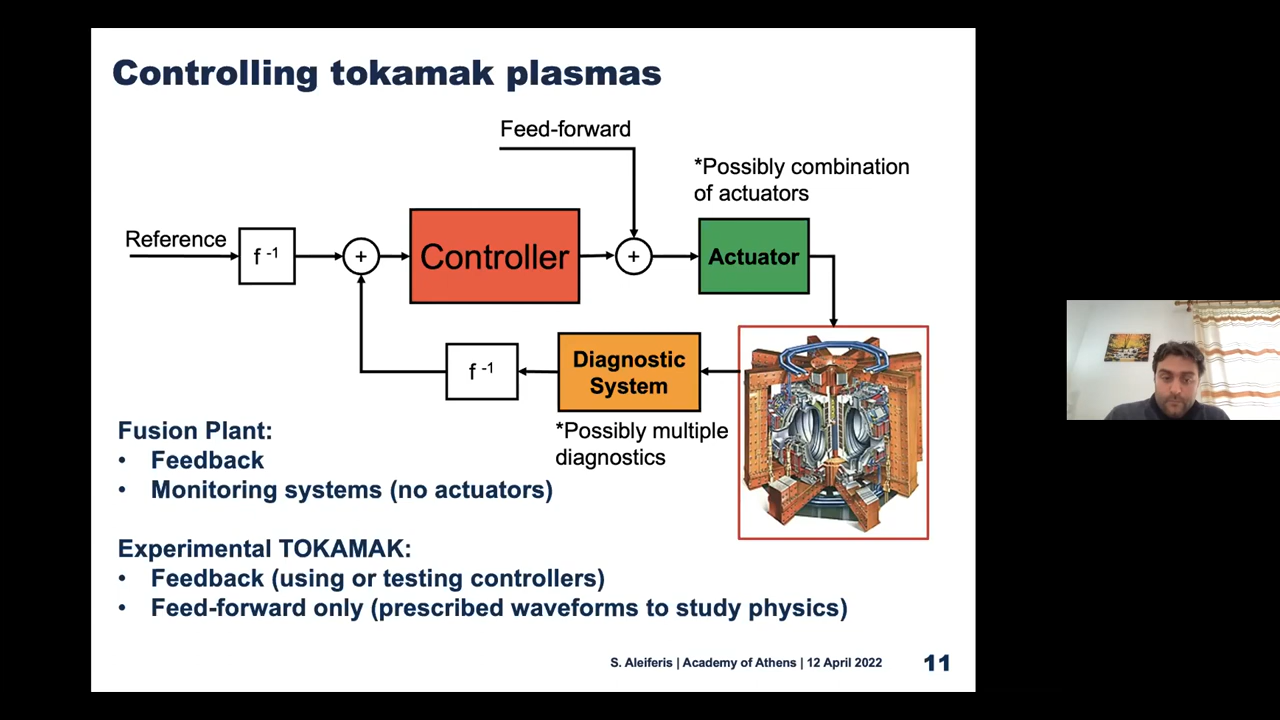 Controlling tokamak plasmas
Feed-forward
*Possibly combination
of actuators
Reference
f -1
+
Controller
+
Actuator
f -1
Diagnostic
System
*Possibly multiple
diagnostics
Fusion Plant:
• Feedback
• Monitoring systems (no actuators)
Experimental TOKAMAK:
• Feedback (using or testing controllers)
• Feed-forward only (prescribed waveforms to study physics)
S. Aleiferis | Academy of Athens | 12 April 2022
11